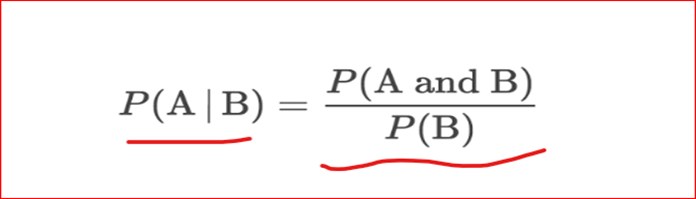 P(A | B) = P(A and B) / P(B)